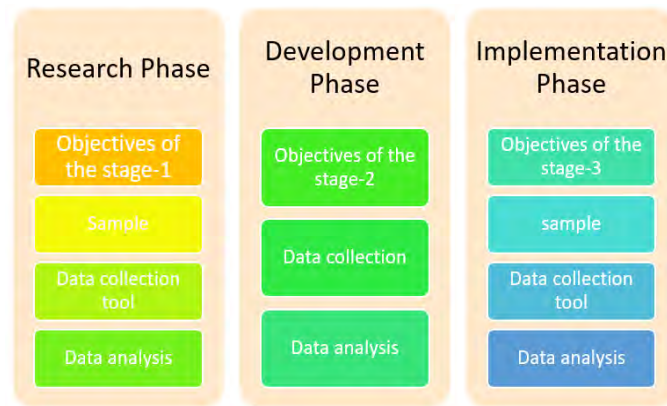 Research Phase
Objectives of
the stage-1
Sample
Data collection
tool
Data analysis
Development
Phase
Objectives of the
stage-2
Data collection
Data analysis
Implementation
Phase
Objectives of the
stage-3
sample
Data collection
tool
Data analysis